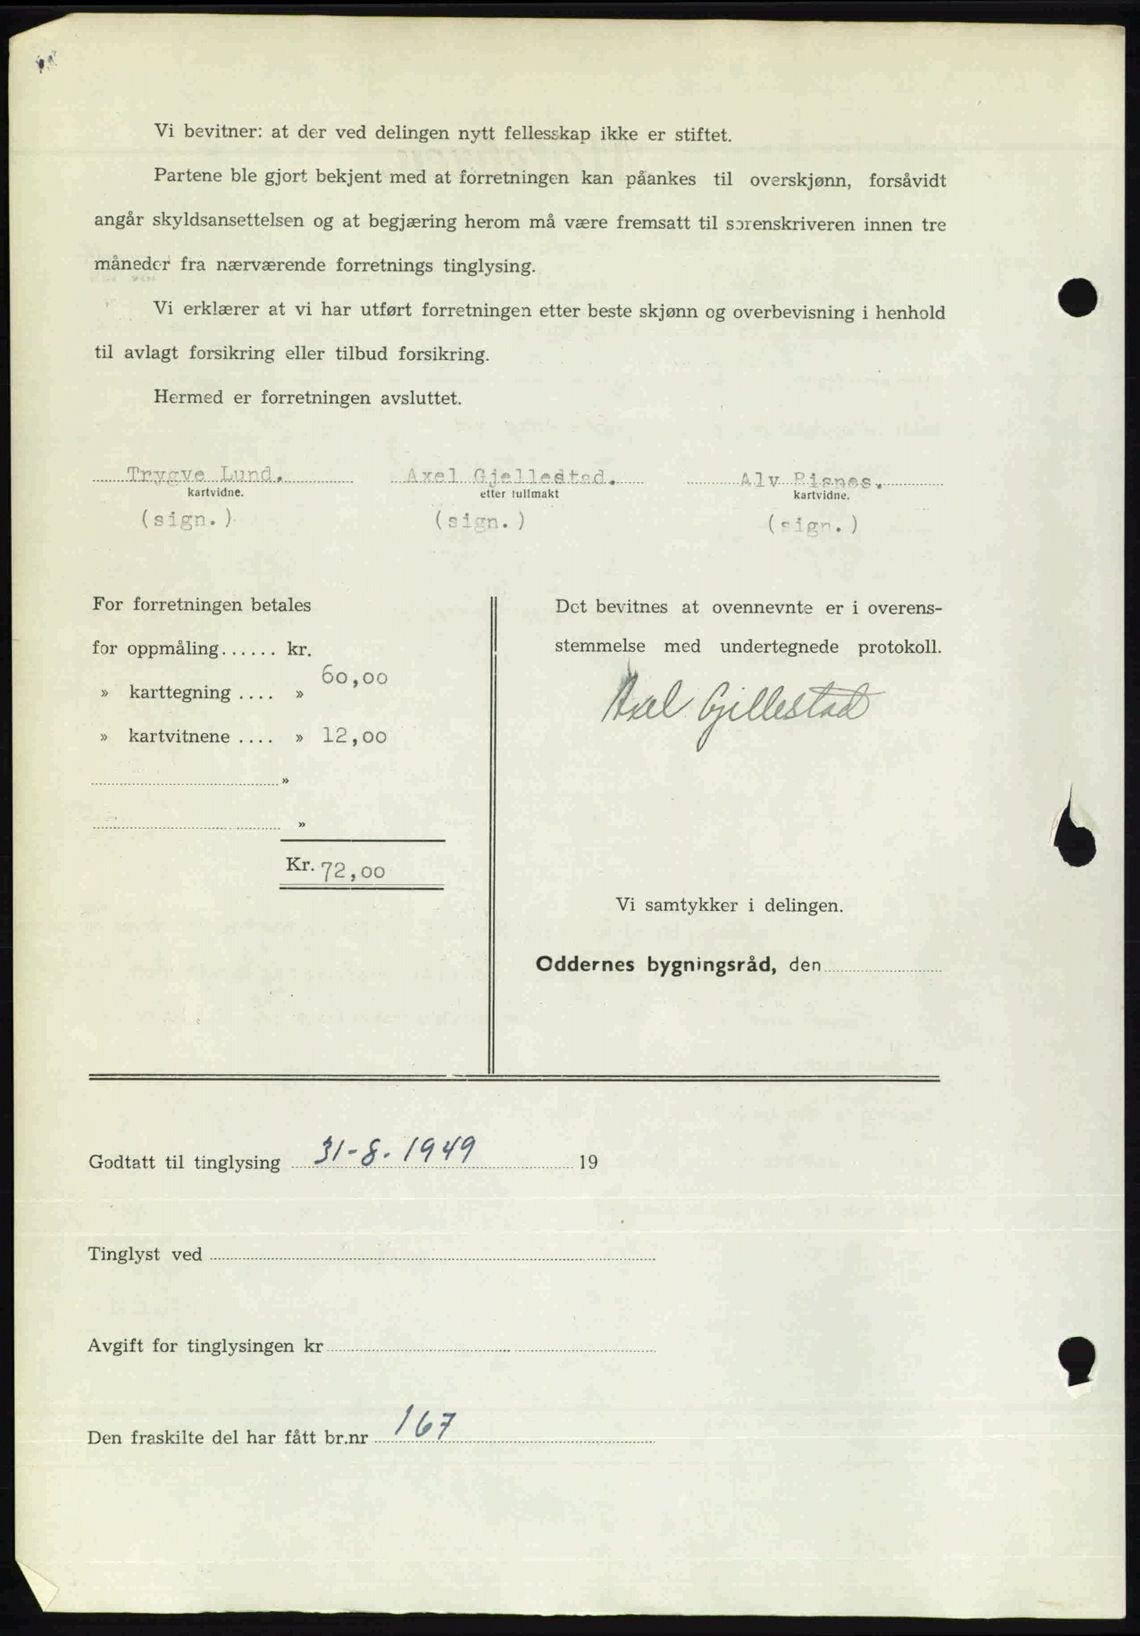 Vi bevitner: at der ved delingen nytt fellesskap ikke er stiftet.
Partene ble gjort bekjent med at forretningen kan påankes til overskjønn, forsåvidt
angår skyldsansettelsen og at begjæring herom må være fremsatt til sorenskriveren innen tre
måneder fra nærværende forretnings tinglysing.
Vi erklærer at vi har utført forretningen etter beste skjønn og overbevisning i henhold
til avlagt forsikring eller tilbud forsikring.
Hermed er forretningen avsluttet.
Trygve Lund. Axel Gjellestad. Alv Risnes.
kartvidne. etter fullmakt kartvidne.
(sign.) (sign.) (sign.)
For forretningen betales
for oppmåling...... kr.
60,00
» karttegning .... »
» kartvitnene .... » 12,00
»
»
Kr. 72,00
Det bevitnes at ovennevnte er i overens-
stemmelse med undertegnede protokoll.
Axel Gjillestad
Vi samtykker i delingen.
Oddernes bygningsråd, den
Godtatt til tinglysing 31-8-1949 19
Tinglyst ved
Avgift for tinglysingen kr
Den fraskilte del har fått br.nr 167